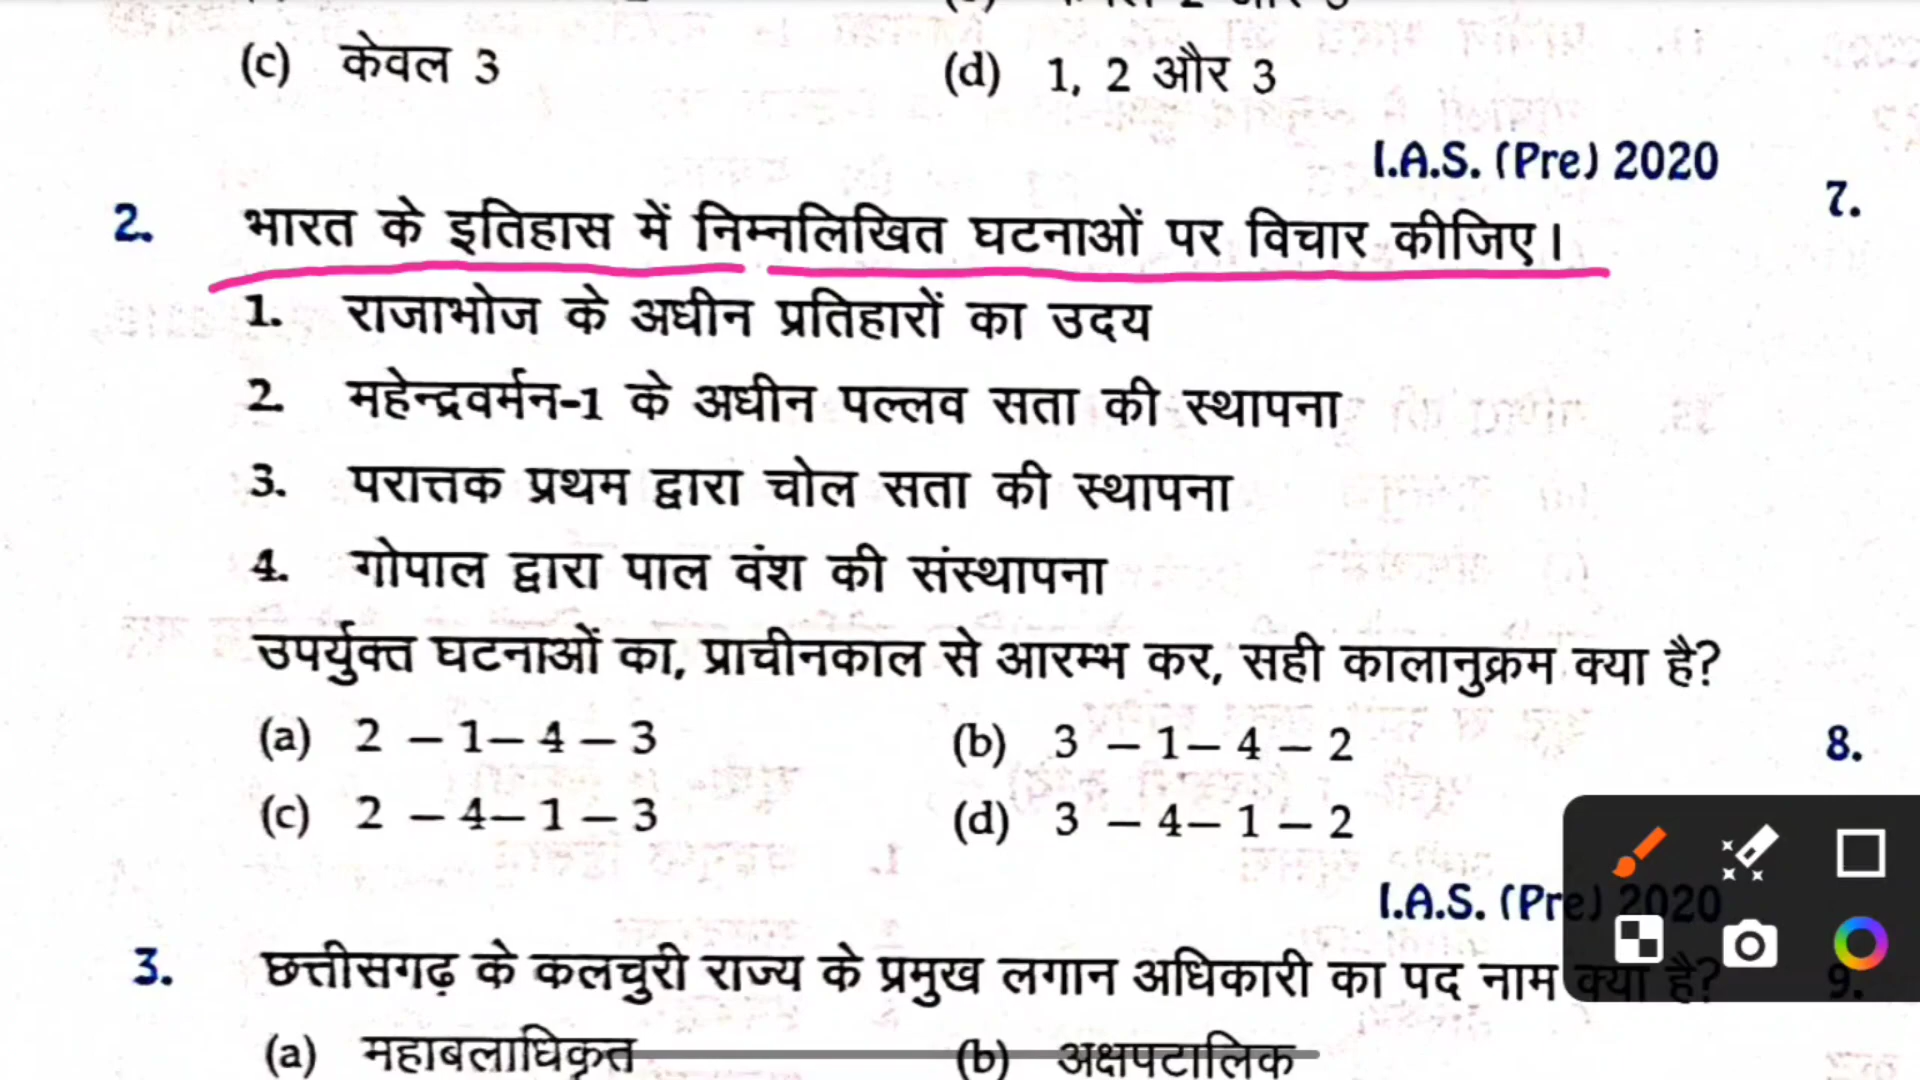 (c) केवल 3 (d) 1, 2 और 3
I.A.S. (Pre) 2020
2. भारत के इतिहास में निम्नलिखित घटनाओं पर विचार कीजिए। 7.
1. राजाभोज के अधीन प्रतिहारों का उदय
2. महेन्द्रवर्मन-1 के अधीन पल्लव सता की स्थापना
3. परात्तक प्रथम द्वारा चोल सता की स्थापना
4. गोपाल द्वारा पाल वंश की संस्थापना
उपर्युक्त घटनाओं का, प्राचीनकाल से आरम्भ कर, सही कालानुक्रम क्या है?
(a) 2 – 1– 4 – 3 (b) 3 – 1– 4 – 2 8.
(c) 2 – 4– 1 – 3 (d) 3 – 4– 1 – 2
I.A.S. (Pre) 2020
3. छत्तीसगढ़ के कलचुरी राज्य के प्रमुख लगान अधिकारी का पद नाम क्या है? 9.
(a) महाबलाधिकृत (b) अक्षपटालिक